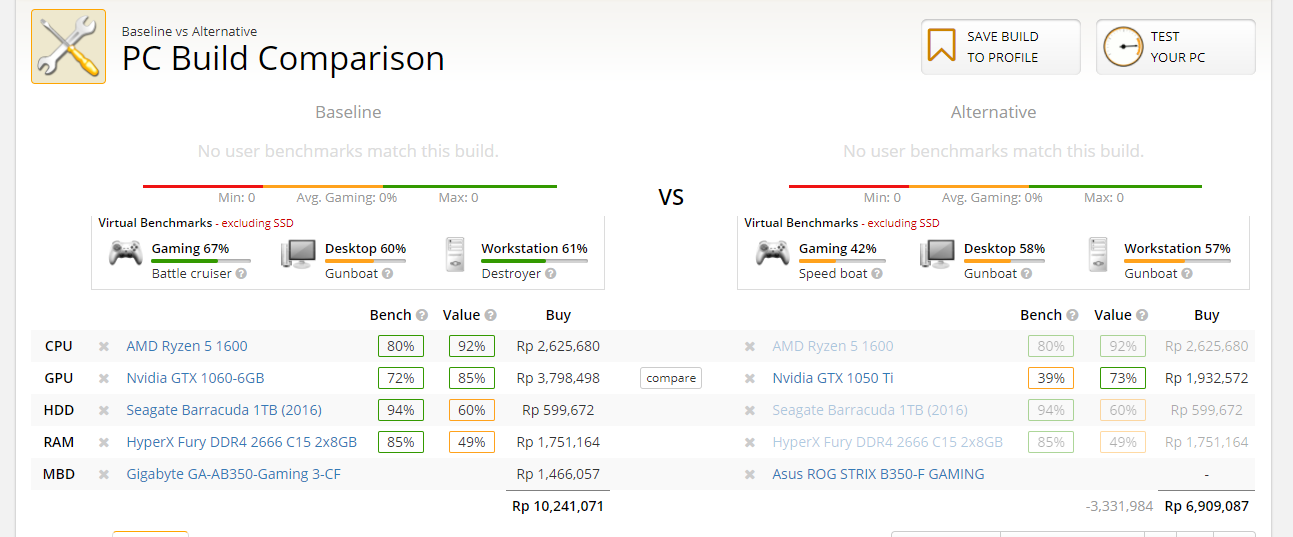 Baseline vs Alternative
PC Build Comparison
SAVE BUILD
TO PROFILE
TEST
YOUR PC
Baseline
Alternative
No user benchmarks match this build.
No user benchmarks match this build.
Min: 0 Avg. Gaming: 0% Max: 0
VS
Min: 0 Avg. Gaming: 0% Max: 0
Virtual Benchmarks - excluding SSD
Gaming 67% Desktop 60% Workstation 61%
Battle cruiser ? Gunboat ? Destroyer ?
Virtual Benchmarks - excluding SSD
Gaming 42% Desktop 58% Workstation 57%
Speed boat ? Gunboat ? Gunboat ?
Bench ? Value ? Buy Bench ? Value ? Buy
CPU AMD Ryzen 5 1600 80% 92% Rp 2,625,680 AMD Ryzen 5 1600 80% 92% Rp 2,625,680
GPU Nvidia GTX 1060-6GB 72% 85% Rp 3,798,498 compare Nvidia GTX 1050 Ti 39% 73% Rp 1,932,572
HDD Seagate Barracuda 1TB (2016) 94% 60% Rp 599,672 Seagate Barracuda 1TB (2016) 94% 60% Rp 599,672
RAM HyperX Fury DDR4 2666 C15 2x8GB 85% 49% Rp 1,751,164 HyperX Fury DDR4 2666 C15 2x8GB 85% 49% Rp 1,751,164
MBD Gigabyte GA-AB350-Gaming 3-CF Rp 1,466,057 Asus ROG STRIX B350-F GAMING -
Rp 10,241,071 -3,331,984 Rp 6,909,087